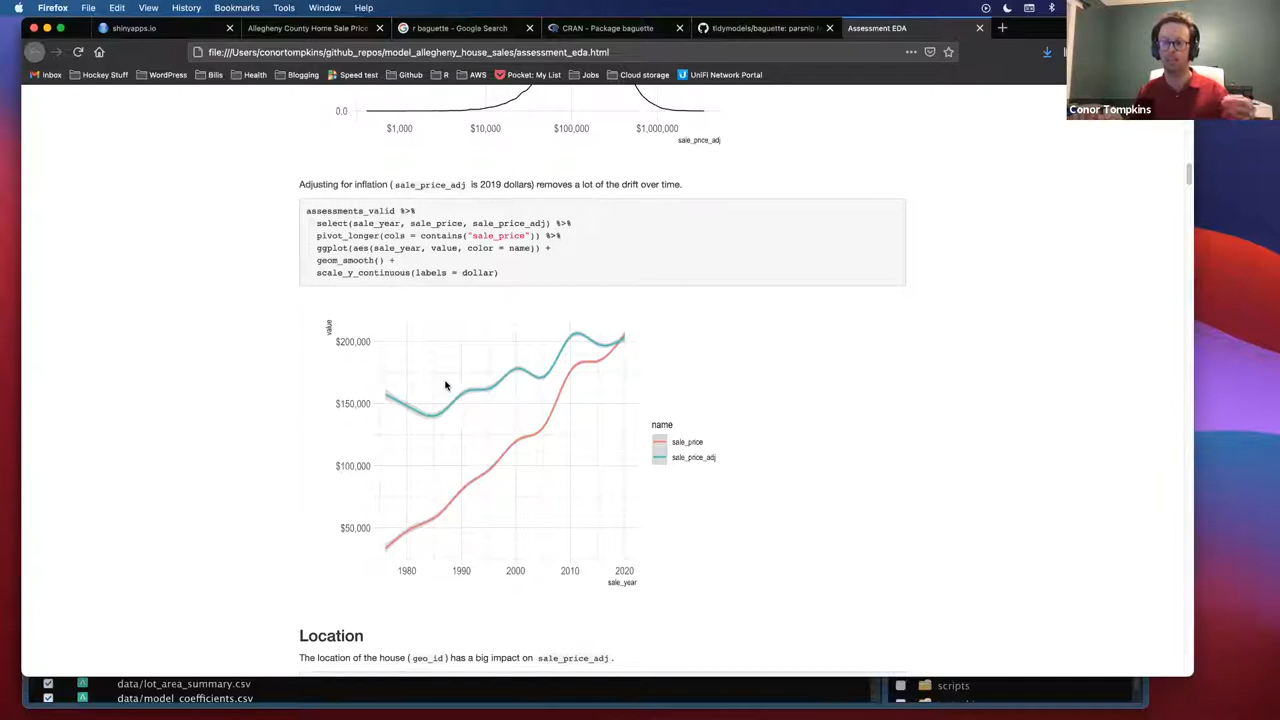 Firefox File Edit View History Bookmarks Tools Window Help
shinyapps.io
Allegheny County Home Sale Price
r baguette - Google Search
CRAN - Package baguette
tidymodels/baguette: parsnip
Assessment EDA
file:///Users/conortompkins/github_repos/model_allegheny_house_sales/assessment_eda.html
Inbox Hockey Stuff WordPress Bills Health Blogging Speed test Github R AWS Pocket: My List Jobs Cloud storage UniFi Network Portal
Conor Tompkins
0.0
$1,000 $10,000 $100,000 $1,000,000
sale_price_adj
Adjusting for inflation ( sale_price_adj is 2019 dollars) removes a lot of the drift over time.
assessments_valid %>%
select(sale_year, sale_price, sale_price_adj) %>%
pivot_longer(cols = contains("sale_price")) %>%
ggplot(aes(sale_year, value, color = name)) +
geom_smooth() +
scale_y_continuous(labels = dollar)
value
$200,000
$150,000
$100,000
$50,000
1980 1990 2000 2010 2020
sale_year
name
sale_price
sale_price_adj
Location
The location of the house ( geo_id ) has a big impact on sale_price_adj .
data/lot_area_summary.csv
data/model_coefficients.csv
scripts